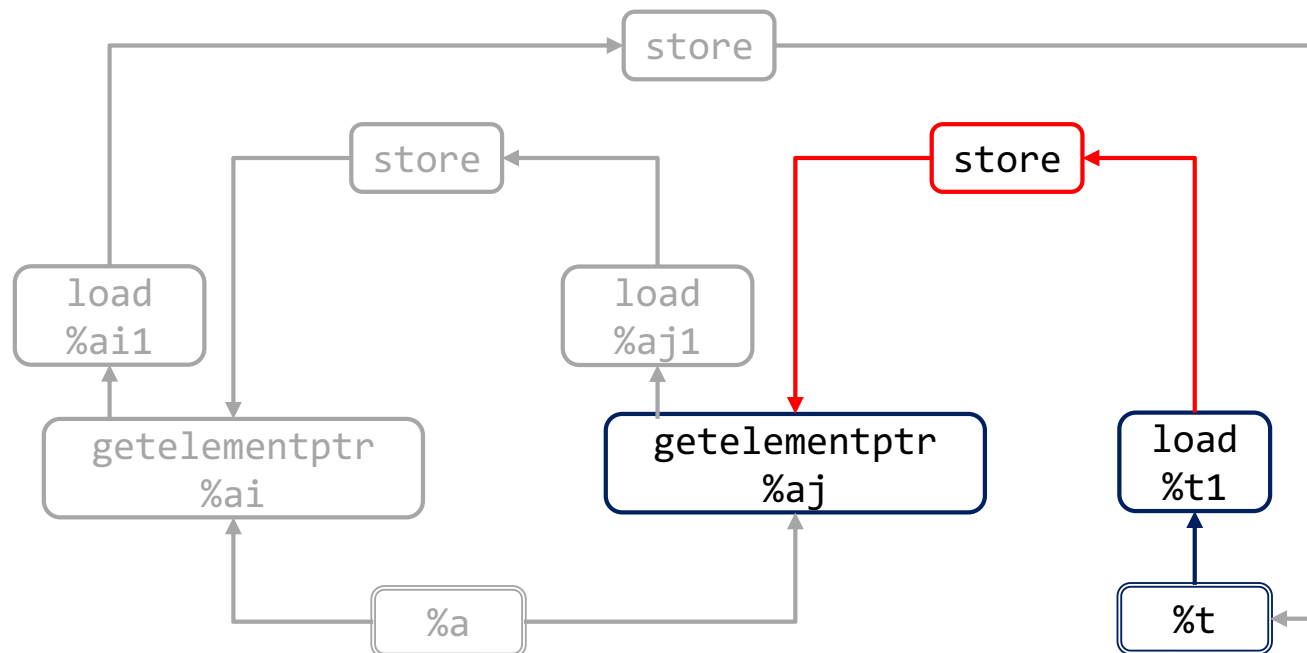 store
store
store
load
%ai1
load
%aj1
getelementptr
%ai
getelementptr
%aj
load
%t1
%a
%t